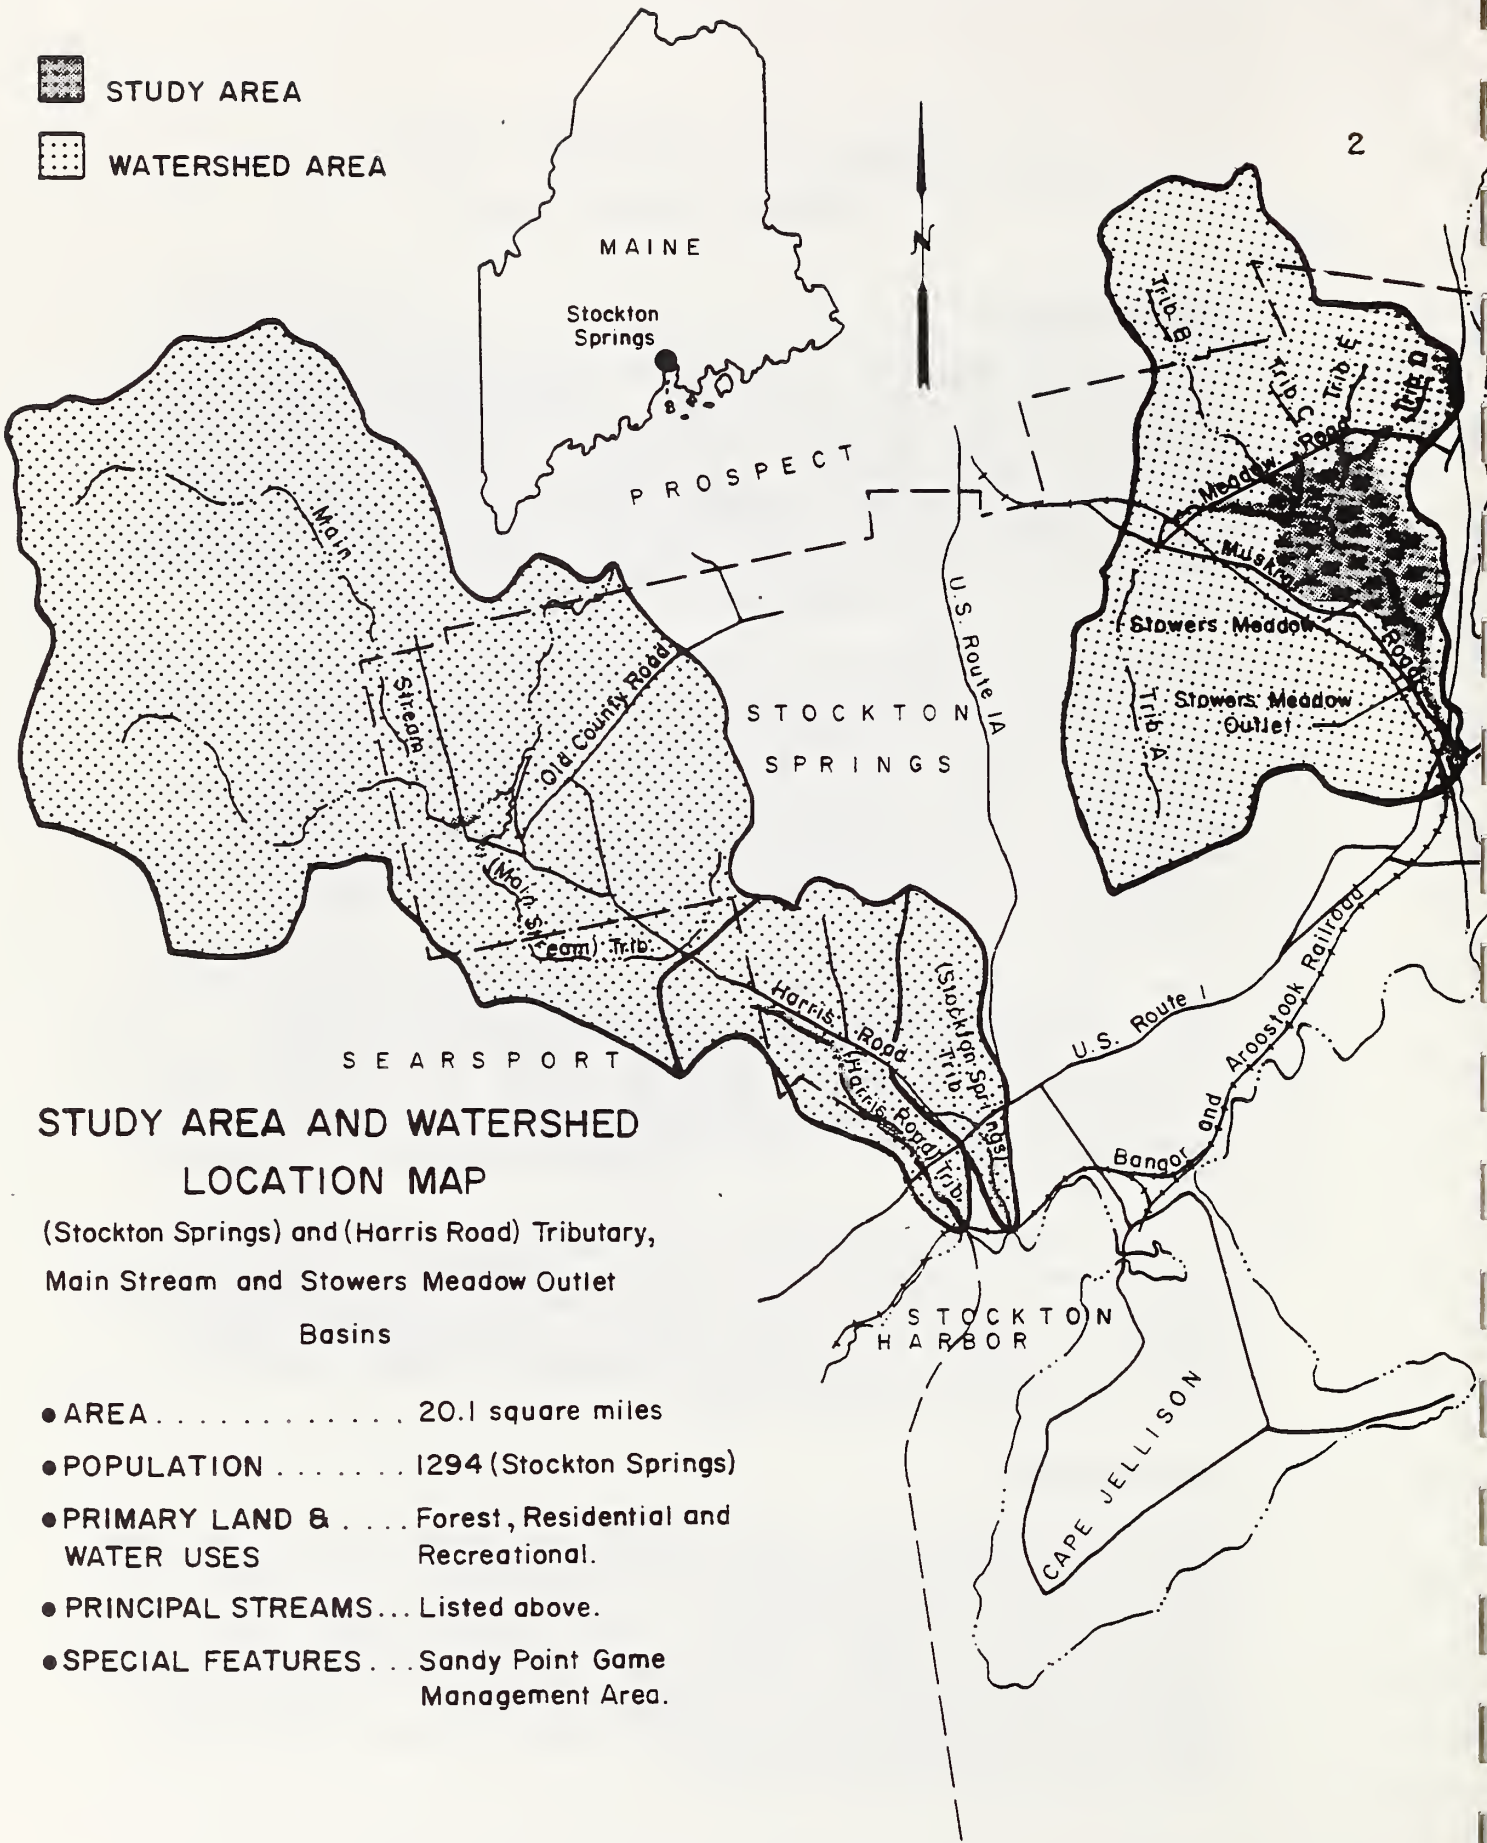 STUDY AREA
WATERSHED AREA
2
MAINE
Stockton
Springs
N
PROSPECT
Trib B
Trib C
Trib E
Trib D
Meadow Road
Muskrat
Road
Stowers Meadow
Stowers Meadow
Outlet
Trib A
Main
Stream
Old County Road
U.S. Route 1A
STOCKTON
SPRINGS
(Main Stream) Trib.
Harris Road
(Stockton Springs)
Trib
(Harris Road) Trib.
U.S. Route 1
Bangor and Aroostook Railroad
SEARSPORT
STOCKTON
HARBOR
CAPE JELLISON
STUDY AREA AND WATERSHED
LOCATION MAP
(Stockton Springs) and (Harris Road) Tributary,
Main Stream and Stowers Meadow Outlet
Basins
• AREA............. 20.1 square miles
• POPULATION ....... 1294 (Stockton Springs)
• PRIMARY LAND & .... Forest, Residential and
WATER USES Recreational.
• PRINCIPAL STREAMS... Listed above.
• SPECIAL FEATURES ... Sandy Point Game
Management Area.